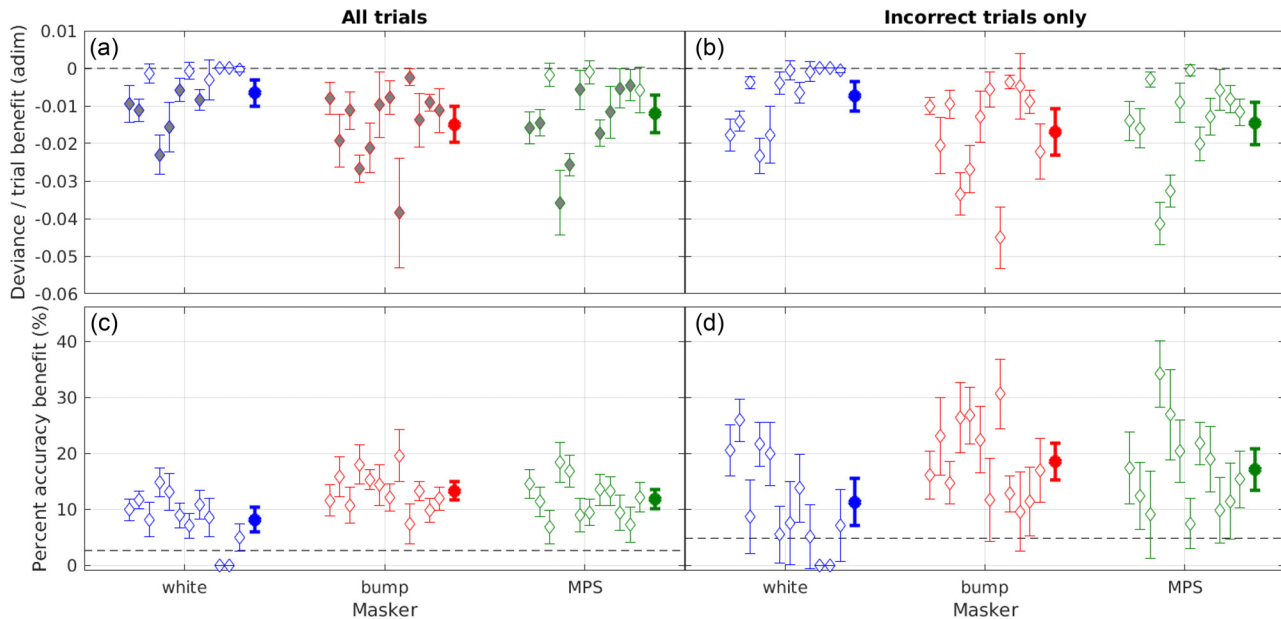 All trials
Incorrect trials only
(a)
(b)
Deviance / trial benefit (adim)
0.01
0
-0.01
-0.02
-0.03
-0.04
-0.05
-0.06
(c)
(d)
Percent accuracy benefit (%)
40
30
20
10
0
white bump MPS
Masker
white bump MPS
Masker